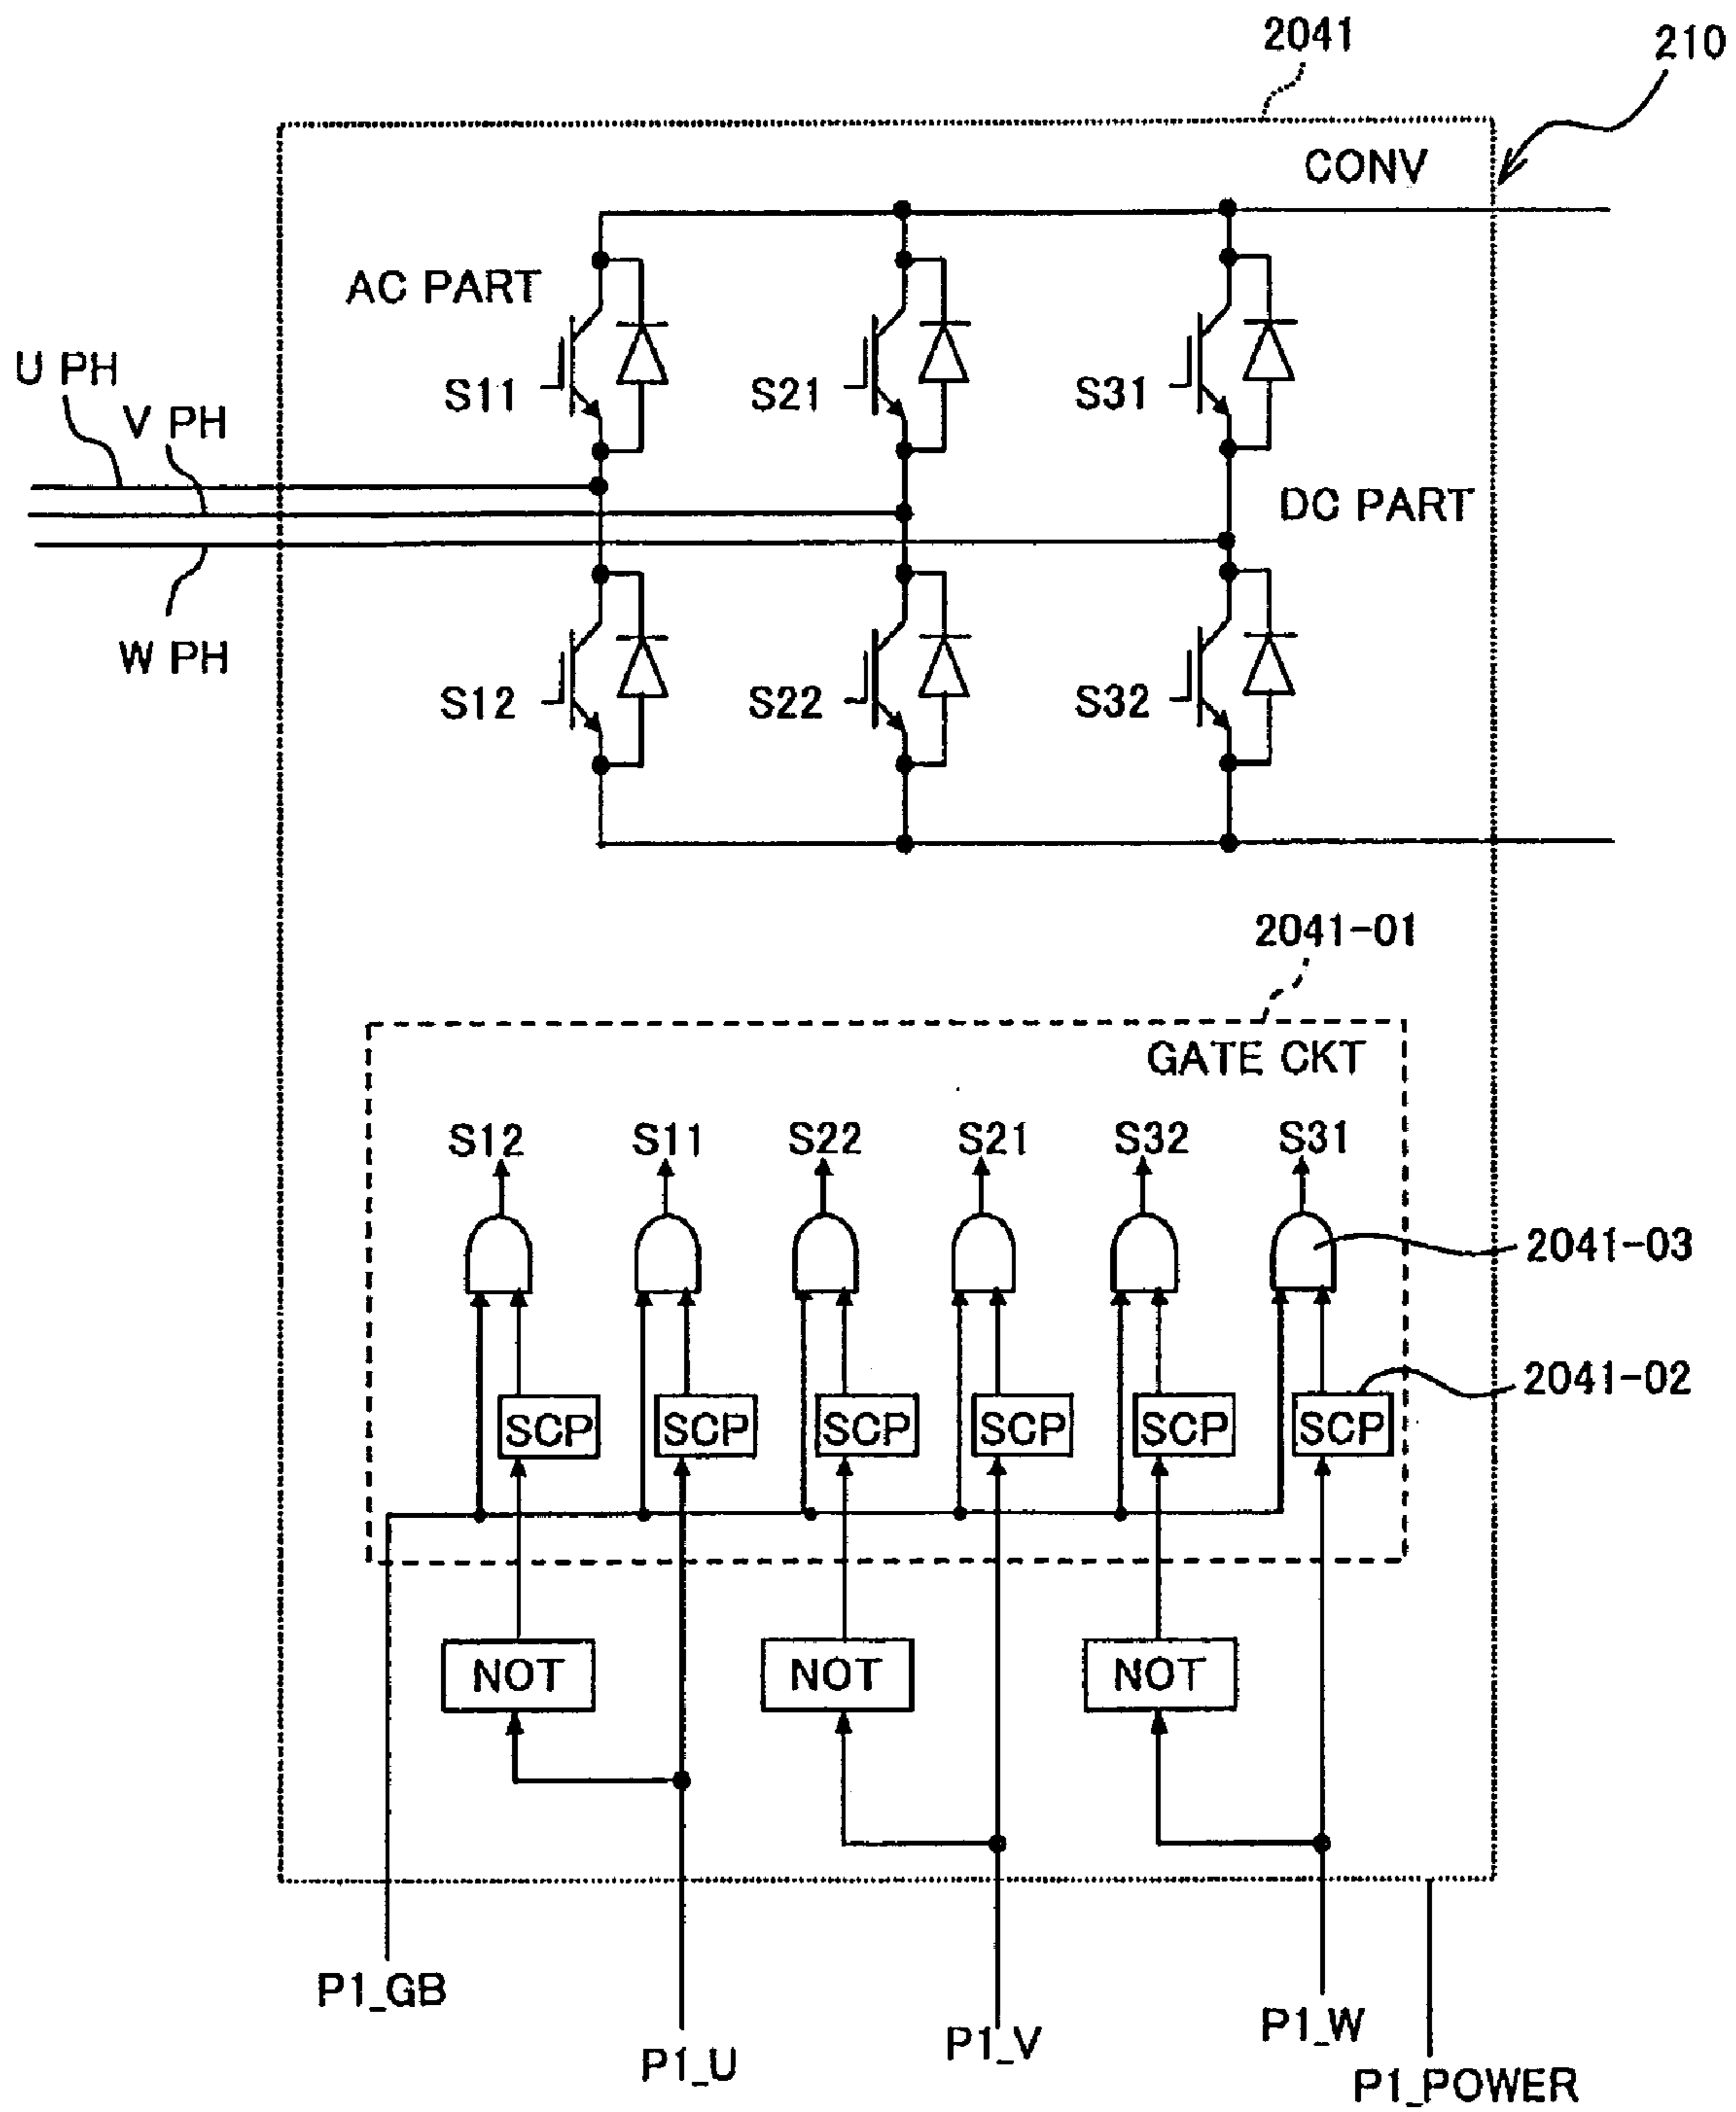 2041
210
CONV
AC PART
U PH
S11
S21
S31
V PH
DC PART
W PH
S12
S22
S32
2041-01
GATE CKT
S12
S11
S22
S21
S32
S31
2041-03
2041-02
SCP
SCP
SCP
SCP
SCP
SCP
NOT
NOT
NOT
P1_GB
P1_U
P1_V
P1_W
P1_POWER